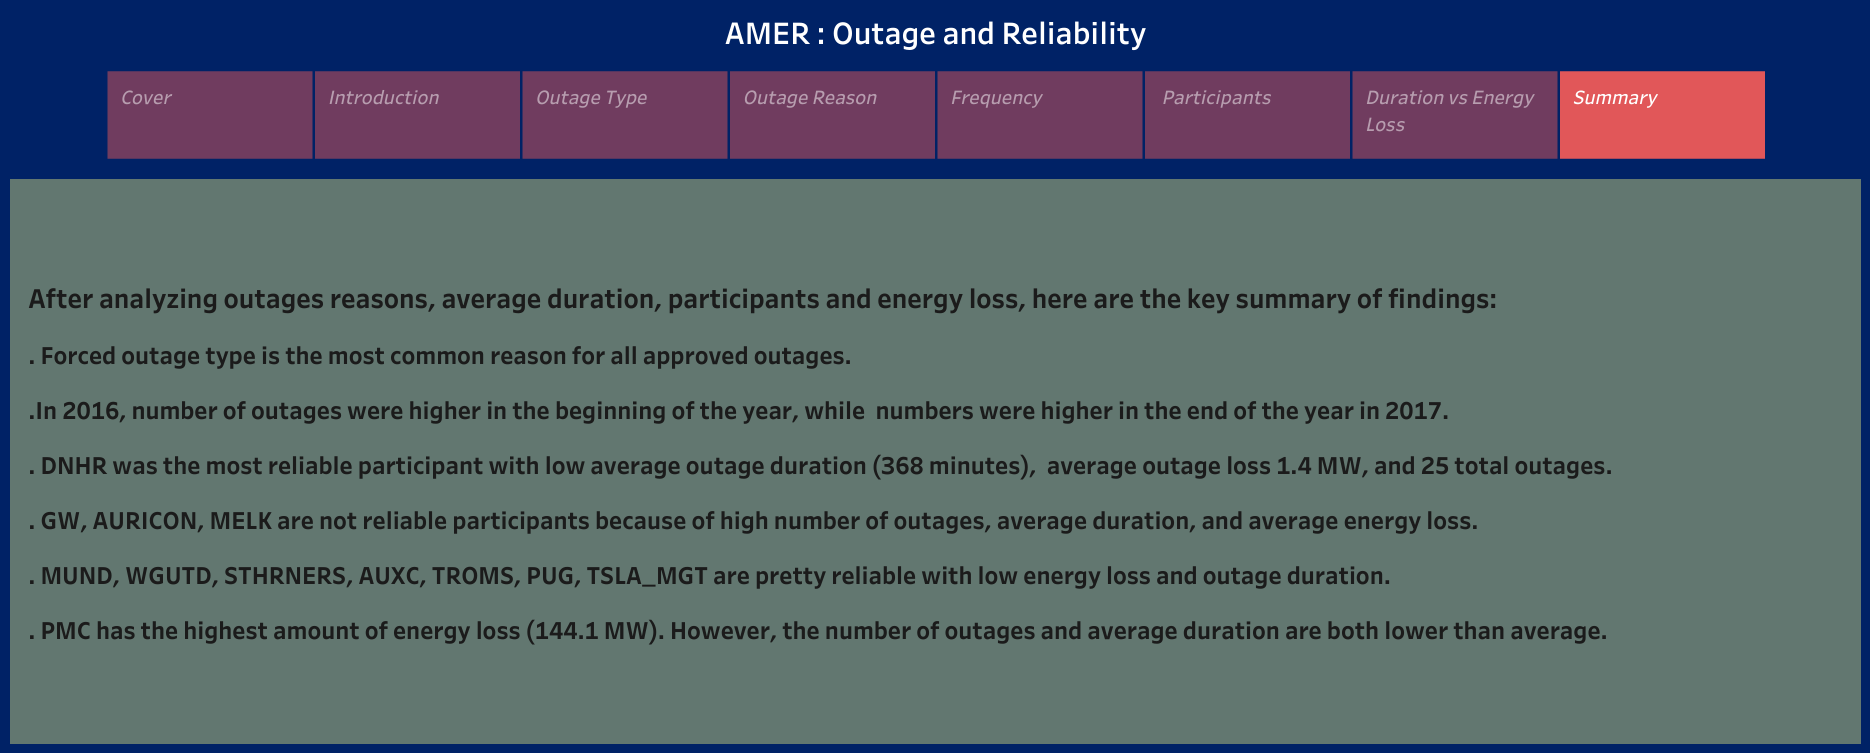 AMER : Outage and Reliability
Cover
Introduction
Outage Type
Outage Reason
Frequency
Participants
Duration vs Energy
Loss
Summary
After analyzing outages reasons, average duration, participants and energy loss, here are the key summary of findings:
. Forced outage type is the most common reason for all approved outages.
.In 2016, number of outages were higher in the beginning of the year, while  numbers were higher in the end of the year in 2017.
. DNHR was the most reliable participant with low average outage duration (368 minutes),  average outage loss 1.4 MW, and 25 total outages.
. GW, AURICON, MELK are not reliable participants because of high number of outages, average duration, and average energy loss.
. MUND, WGUTD, STHRNERS, AUXC, TROMS, PUG, TSLA_MGT are pretty reliable with low energy loss and outage duration.
. PMC has the highest amount of energy loss (144.1 MW). However, the number of outages and average duration are both lower than average.